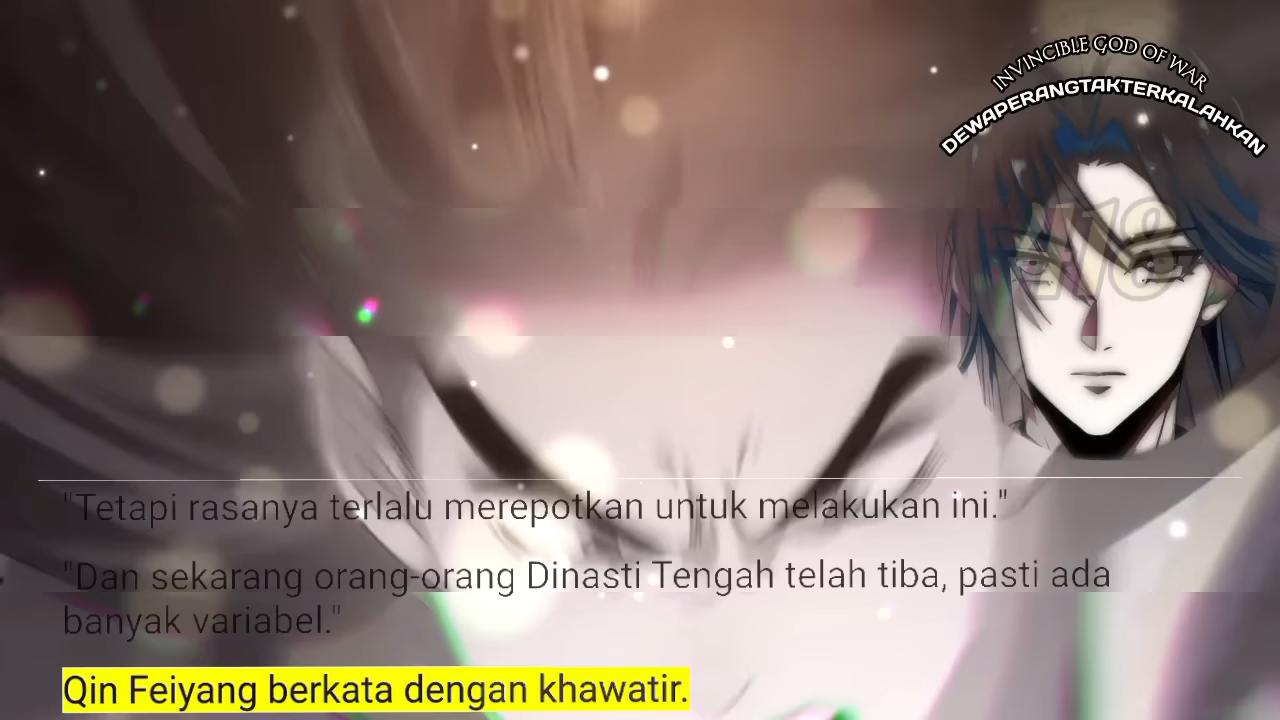 INVINCIBLE GOD OF WAR
DEWAPERANGTAKTERKALAHKAN
"Tetapi rasanya terlalu merepotkan untuk melakukan ini."
"Dan sekarang orang-orang Dinasti Tengah telah tiba, pasti ada
banyak variabel."
Qin Feiyang berkata dengan khawatir.